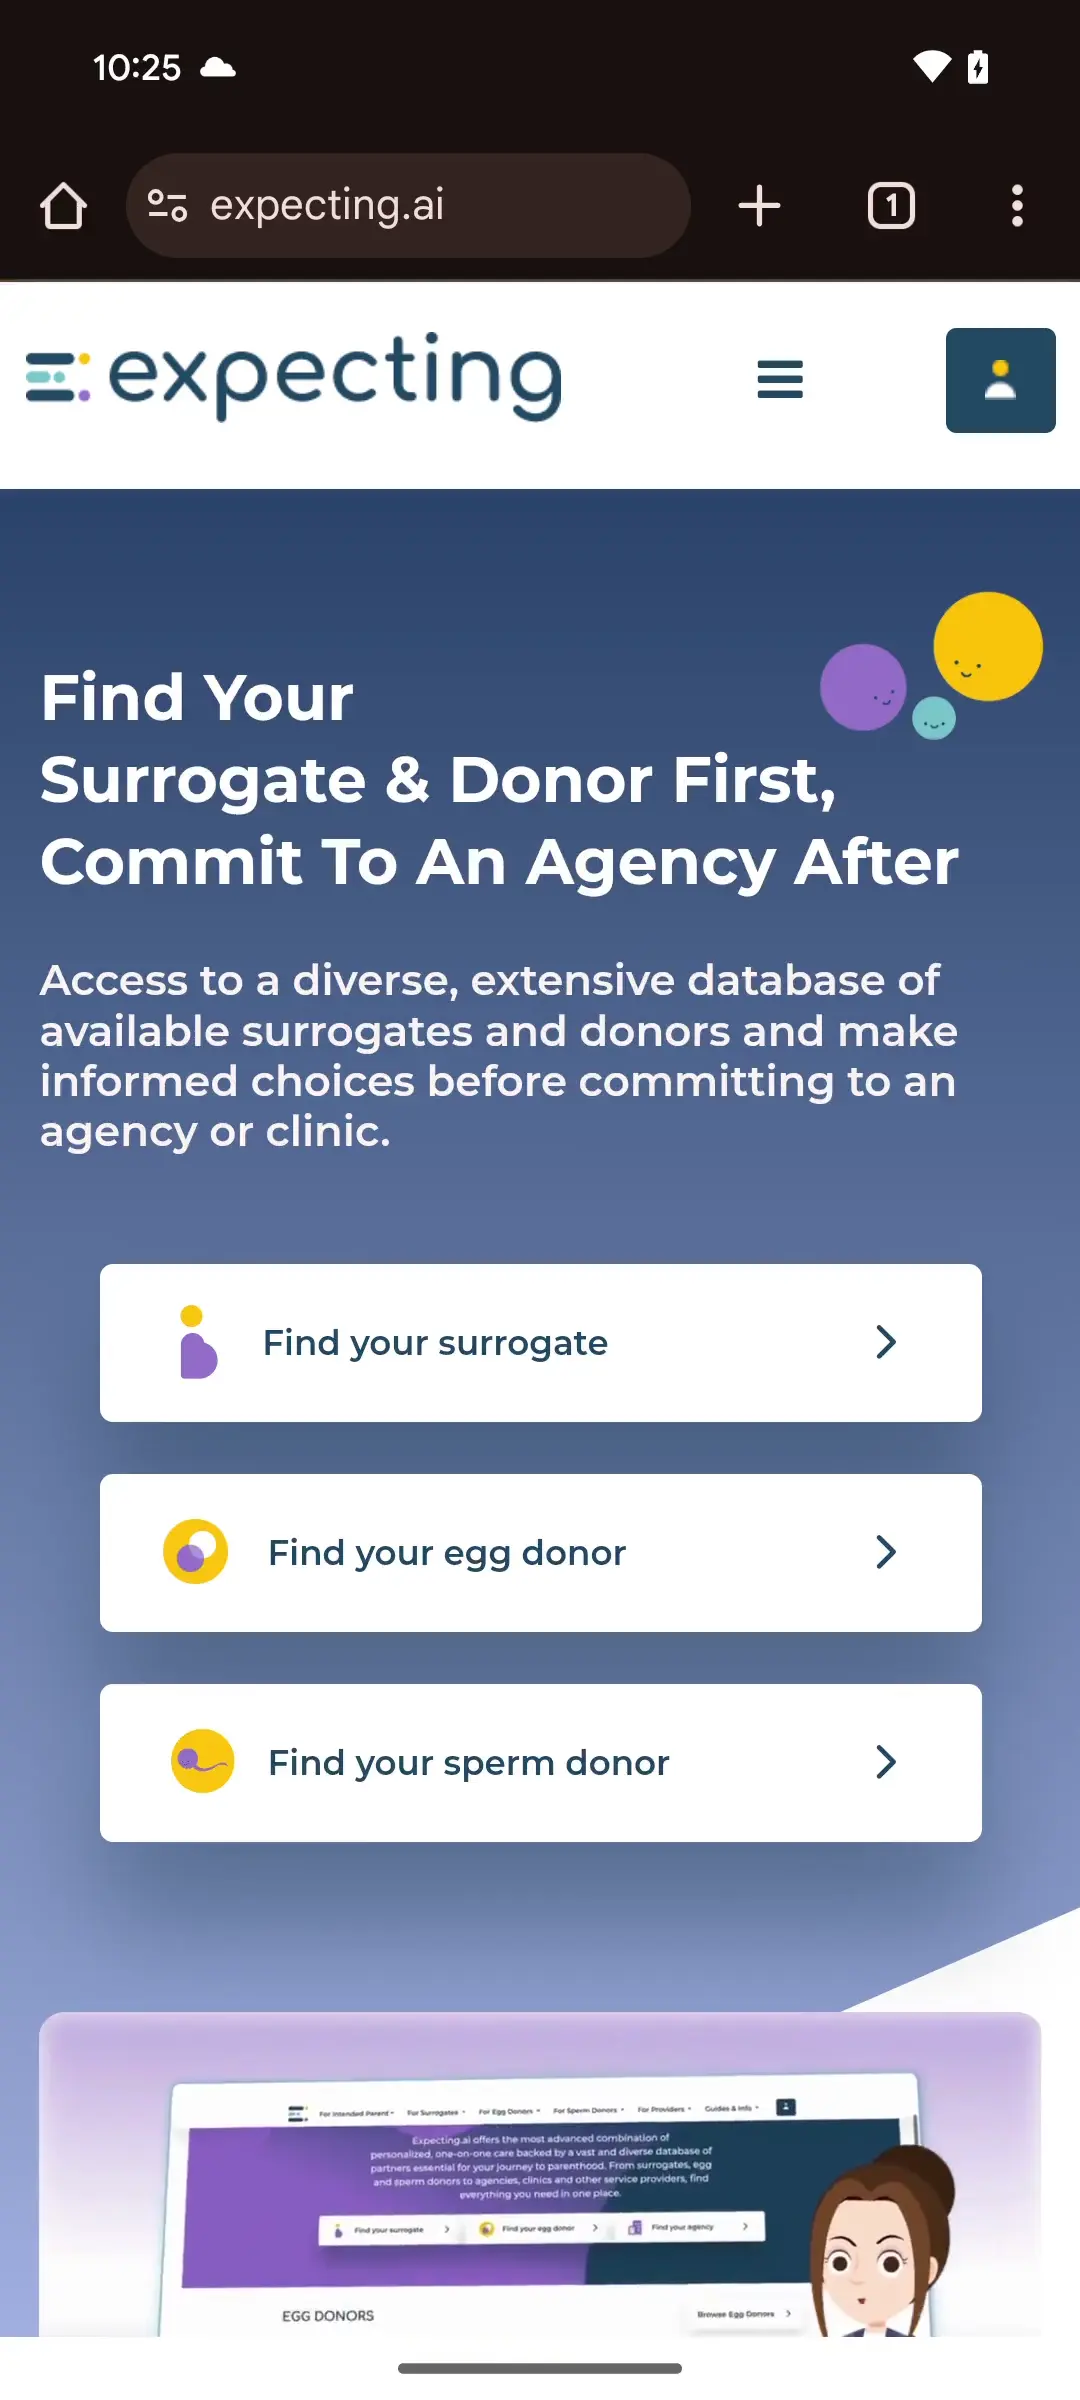 10:25
expecting.ai
1
expecting
Find Your
Surrogate & Donor First,
Commit To An Agency After
Access to a diverse, extensive database of
available surrogates and donors and make
informed choices before committing to an
agency or clinic.
Find your surrogate
Find your egg donor
Find your sperm donor
For Intended Parent For Surrogates For Egg Donors For Sperm Donors For Providers Guides & Info
Expecting.ai offers the most advanced combination of
personalized, one-on-one care backed by a vast and diverse database of
partners essential for your journey to parenthood. From surrogates, egg
and sperm donors to agencies, clinics and other service providers, find
everything you need in one place.
Find your surrogate Find your egg donor Find your agency
EGG DONORS Browse Egg Donors